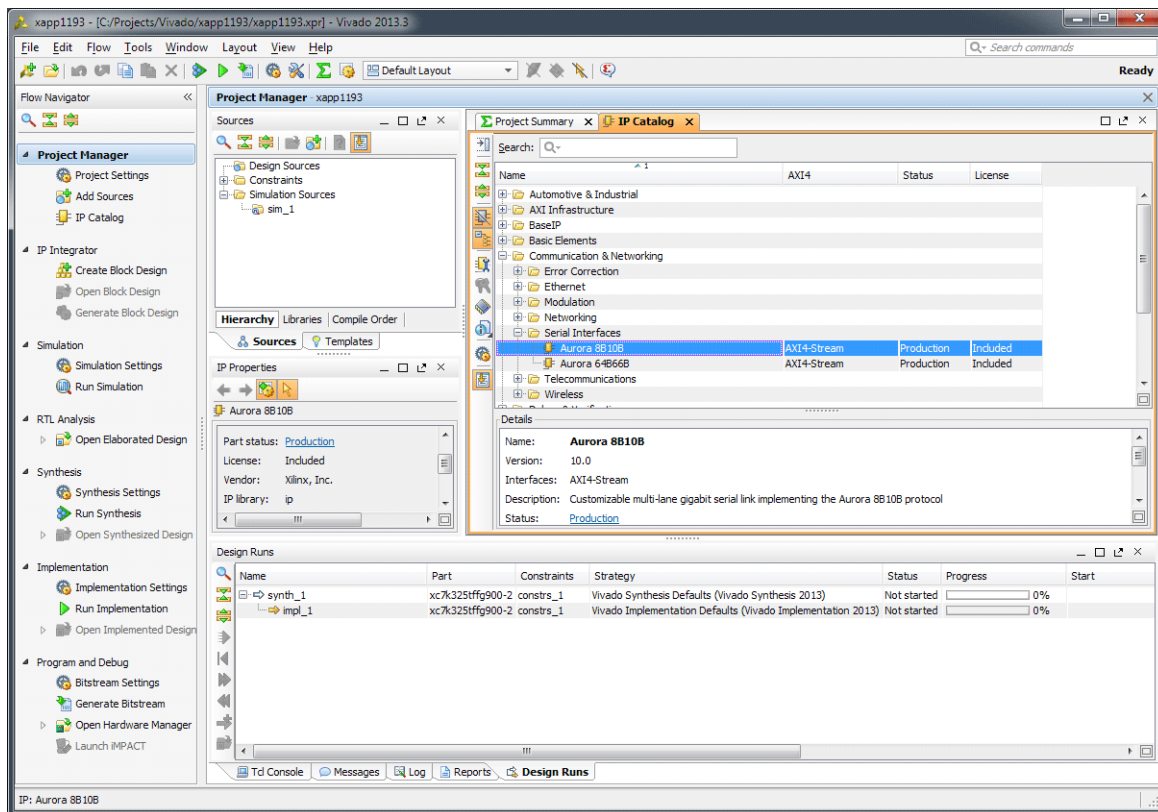 xapp1193 - [C:/Projects/Vivado/xapp1193/xapp1193.xpr] - Vivado 2013.3
File Edit Flow Tools Window Layout View Help
Search commands
Default Layout
Ready
Flow Navigator
Project Manager
Project Settings
Add Sources
IP Catalog
IP Integrator
Create Block Design
Open Block Design
Generate Block Design
Simulation
Simulation Settings
Run Simulation
RTL Analysis
Open Elaborated Design
Synthesis
Synthesis Settings
Run Synthesis
Open Synthesized Design
Implementation
Implementation Settings
Run Implementation
Open Implemented Design
Program and Debug
Bitstream Settings
Generate Bitstream
Open Hardware Manager
Launch iMPACT
Project Manager - xapp1193
Sources
Design Sources
Constraints
Simulation Sources
sim_1
Hierarchy Libraries Compile Order
Sources Templates
IP Properties
Aurora 8B10B
Part status: Production
License: Included
Vendor: Xilinx, Inc.
IP library: ip
Project Summary IP Catalog
Search:
Name 1 AXI4 Status License
Automotive & Industrial
AXI Infrastructure
BaseIP
Basic Elements
Communication & Networking
Error Correction
Ethernet
Modulation
Networking
Serial Interfaces
Aurora 8B10B AXI4-Stream Production Included
Aurora 64B66B AXI4-Stream Production Included
Telecommunications
Wireless
Details
Name: Aurora 8B10B
Version: 10.0
Interfaces: AXI4-Stream
Description: Customizable multi-lane gigabit serial link implementing the Aurora 8B10B protocol
Status: Production
Design Runs
Name Part Constraints Strategy Status Progress Start
synth_1 xc7k325tffg900-2 constrs_1 Vivado Synthesis Defaults (Vivado Synthesis 2013) Not started 0%
impl_1 xc7k325tffg900-2 constrs_1 Vivado Implementation Defaults (Vivado Implementation 2013) Not started 0%
Tcl Console Messages Log Reports Design Runs
IP: Aurora 8B10B